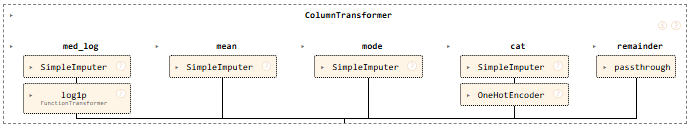 ColumnTransformer
med_log
mean
mode
cat
remainder
SimpleImputer ?
SimpleImputer ?
SimpleImputer ?
SimpleImputer ?
passthrough
log1p ?
FunctionTransformer
OneHotEncoder ?